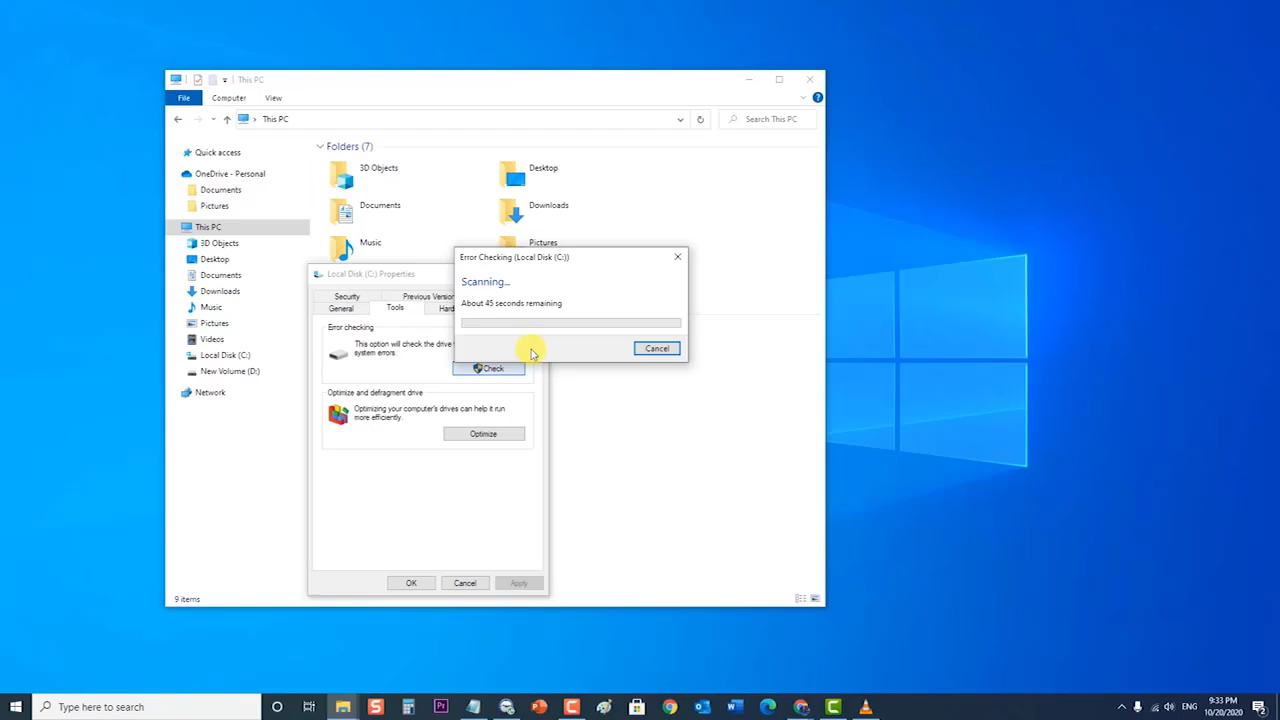 This PC
File
Computer
View
This PC
Search This PC
Quick access
OneDrive - Personal
Documents
Pictures
This PC
3D Objects
Desktop
Documents
Downloads
Music
Pictures
Videos
Local Disk (C:)
New Volume (D:)
Network
Folders (7)
3D Objects
Desktop
Documents
Downloads
Music
Pictures
Local Disk (C:) Properties
Security
Previous Version
General
Tools
Hard
Error checking
This option will check the drive
system errors.
Check
Optimize and defragment drive
Optimizing your computer's drives can help it run
more efficiently.
Optimize
OK
Cancel
Apply
Error Checking (Local Disk (C:))
Scanning...
About 45 seconds remaining
Cancel
9 items
Type here to search
ENG
9:33 PM
10/20/2020